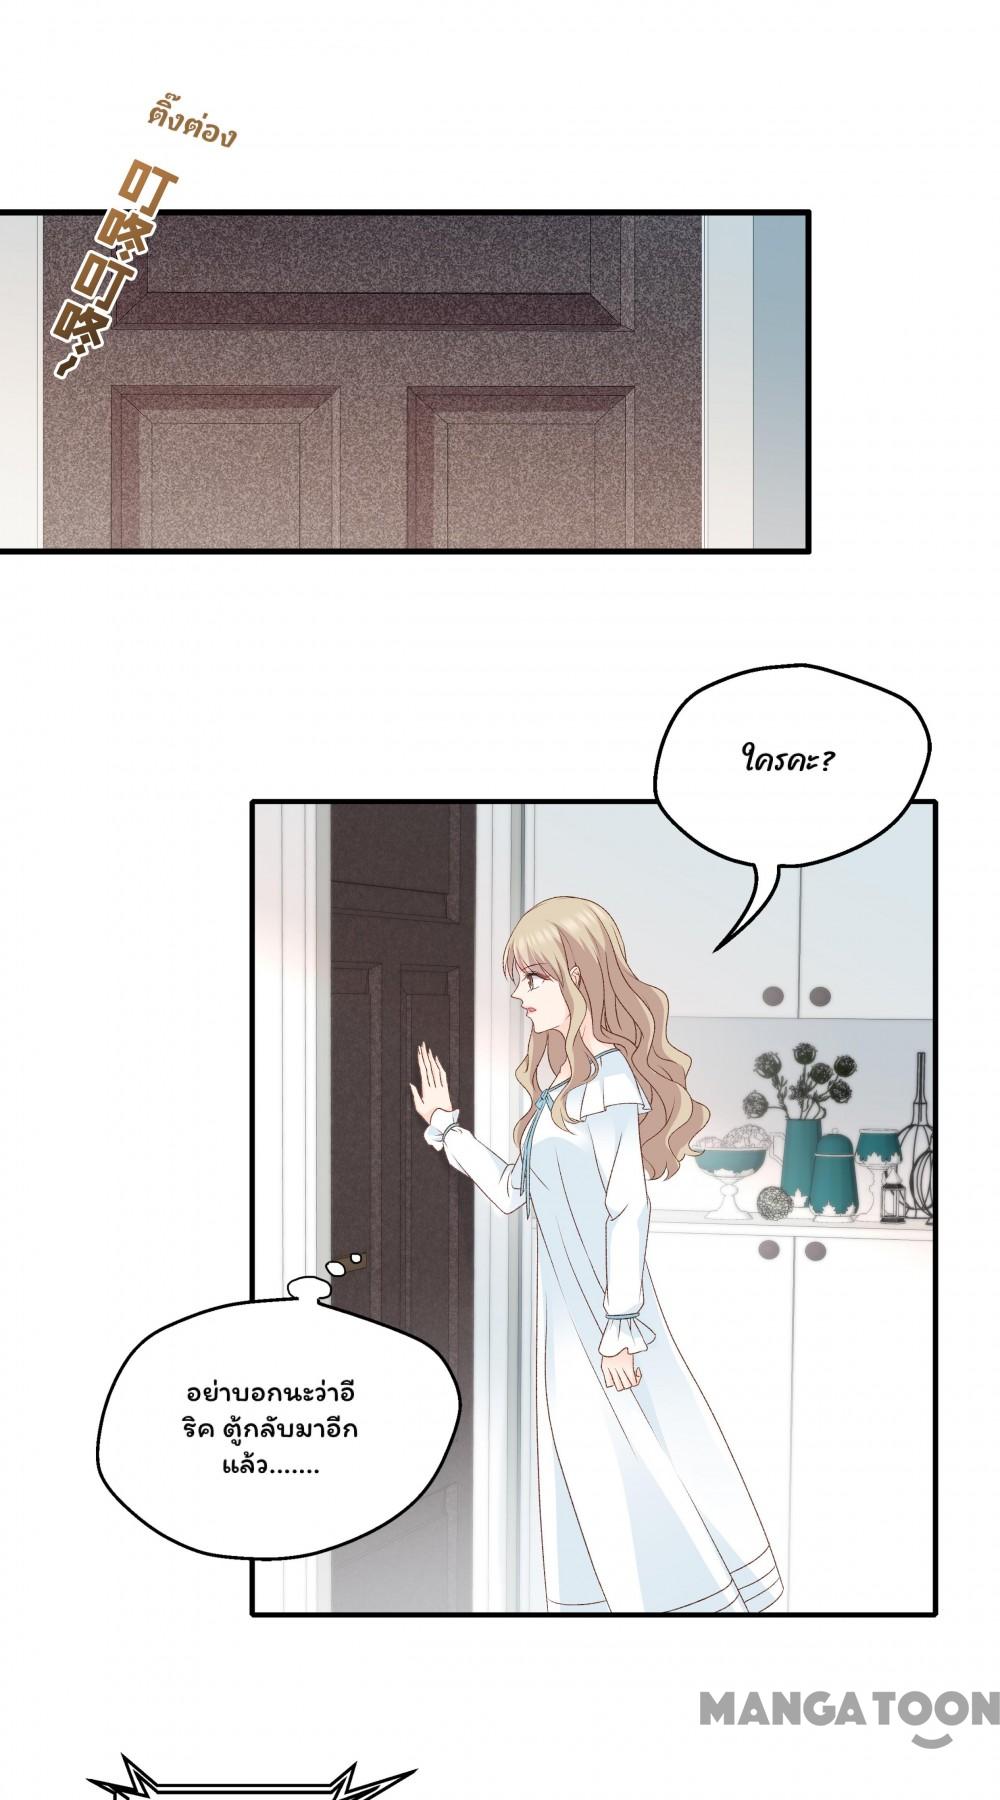 ติ๊งต่อง
叮咚叮咚~
ใครคะ?
อย่าบอกนะว่าอี
ริค ตู้กลับมาอีก
แล้ว.......
MANGATOON